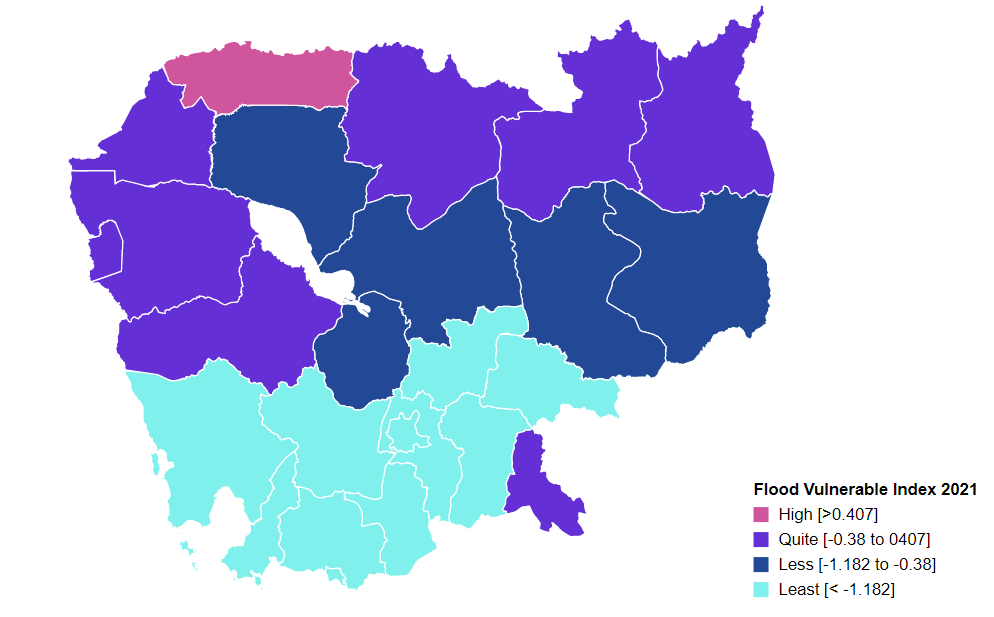 Flood Vulnerable Index 2021
High [>0.407]
Quite [-0.38 to 0407]
Less [-1.182 to -0.38]
Least [< -1.182]